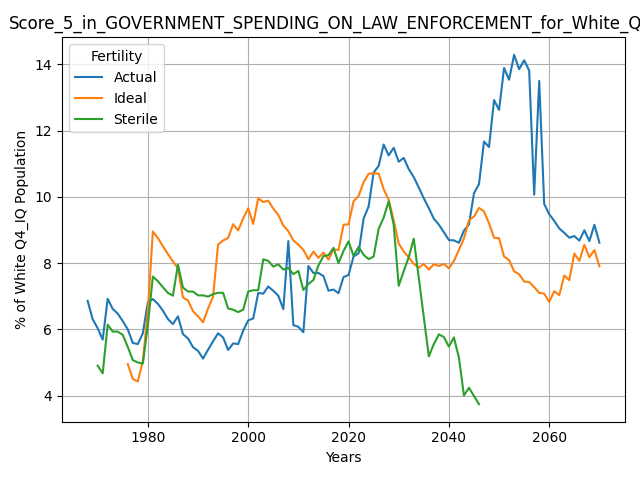 Score_5_in_GOVERNMENT_SPENDING_ON_LAW_ENFORCEMENT_for_White_Q
Fertility
Actual
Ideal
Sterile
% of White Q4_IQ Population
14
12
10
8
6
4
1980 2000 2020 2040 2060
Years